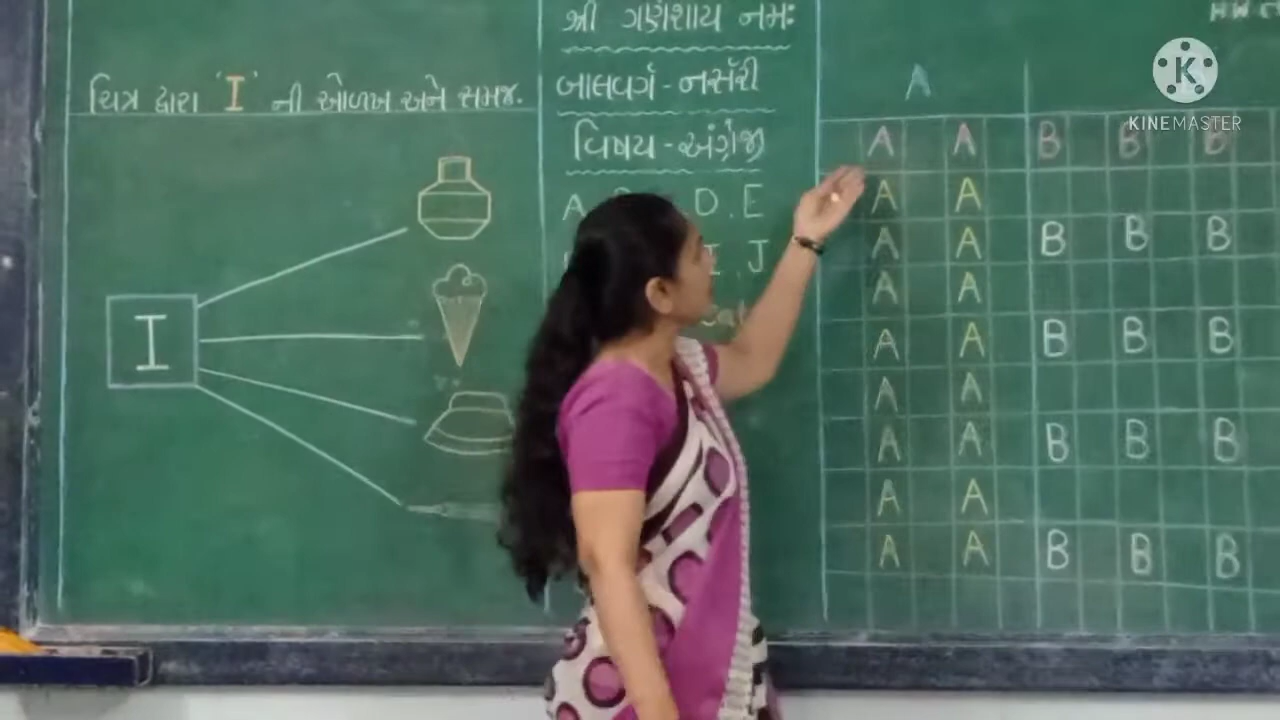 ચિત્ર દ્વારા 'I' ની ઓળખ અને સમજ.
I
શ્રી ગણેશાય નમઃ
બાલવર્ગ - નર્સરી
વિષય - અંગ્રેજી
A D. E
I. J
A
A A B B B
A A
A A B B B
A A
A A B B B
A A
A A B B B
A A
A A B B B
H.W
KINEMASTER